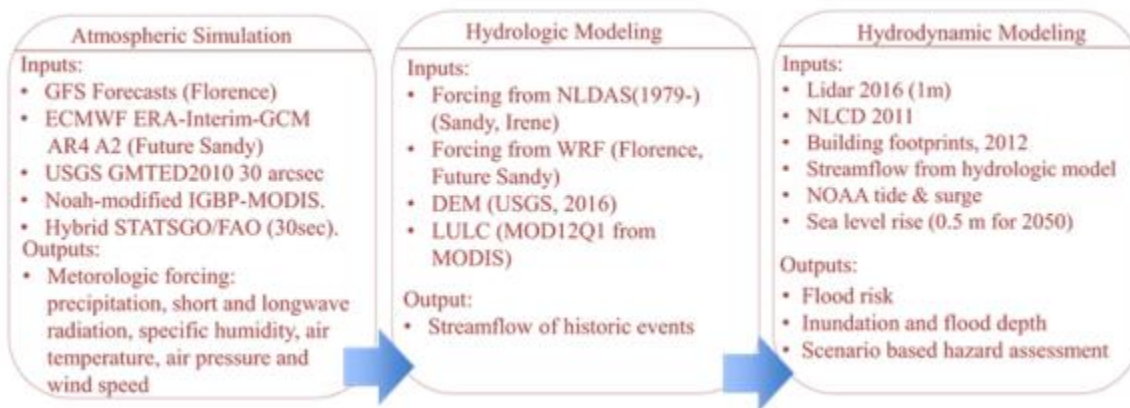 Atmospheric Simulation
Inputs:
• GFS Forecasts (Florence)
• ECMWF ERA-Interim-GCM
AR4 A2 (Future Sandy)
• USGS GMTED2010 30 arcsec
• Noah-modified IGBP-MODIS.
• Hybrid STATSGO/FAO (30sec).
Outputs:
• Metorologic forcing:
precipitation, short and longwave
radiation, specific humidity, air
temperature, air pressure and
wind speed
Hydrologic Modeling
Inputs:
• Forcing from NLDAS(1979-)
(Sandy, Irene)
• Forcing from WRF (Florence,
Future Sandy)
• DEM (USGS, 2016)
• LULC (MOD12Q1 from
MODIS)
Output:
• Streamflow of historic events
Hydrodynamic Modeling
Inputs:
• Lidar 2016 (1m)
• NLCD 2011
• Building footprints, 2012
• Streamflow from hydrologic model
• NOAA tide & surge
• Sea level rise (0.5 m for 2050)
Outputs:
• Flood risk
• Inundation and flood depth
• Scenario based hazard assessment